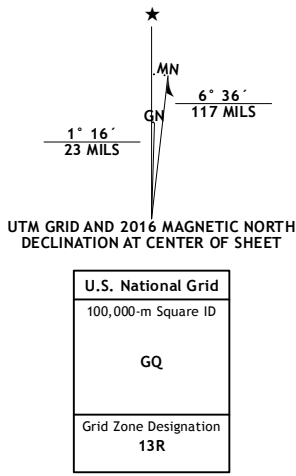 ★
MN
GN
6° 36´
117 MILS
1° 16´
23 MILS
UTM GRID AND 2016 MAGNETIC NORTH
DECLINATION AT CENTER OF SHEET
U.S. National Grid
100,000-m Square ID
GQ
Grid Zone Designation
13R